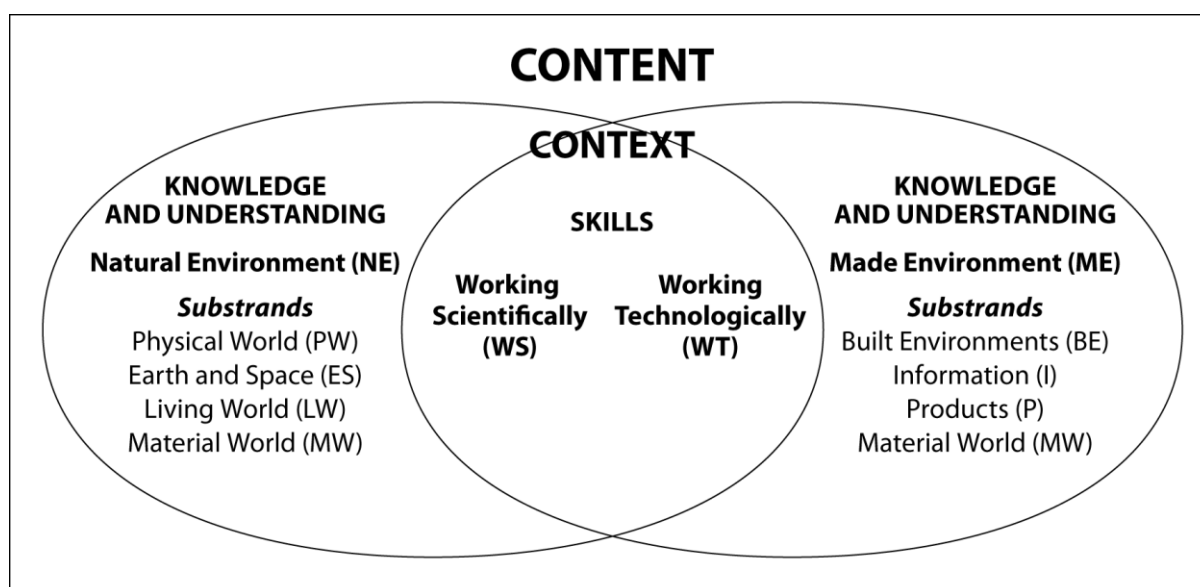 CONTENT
CONTEXT
KNOWLEDGE
AND UNDERSTANDING
Natural Environment (NE)
Substrands
Physical World (PW)
Earth and Space (ES)
Living World (LW)
Material World (MW)
SKILLS
Working
Scientifically
(WS)
Working
Technologically
(WT)
KNOWLEDGE
AND UNDERSTANDING
Made Environment (ME)
Substrands
Built Environments (BE)
Information (I)
Products (P)
Material World (MW)